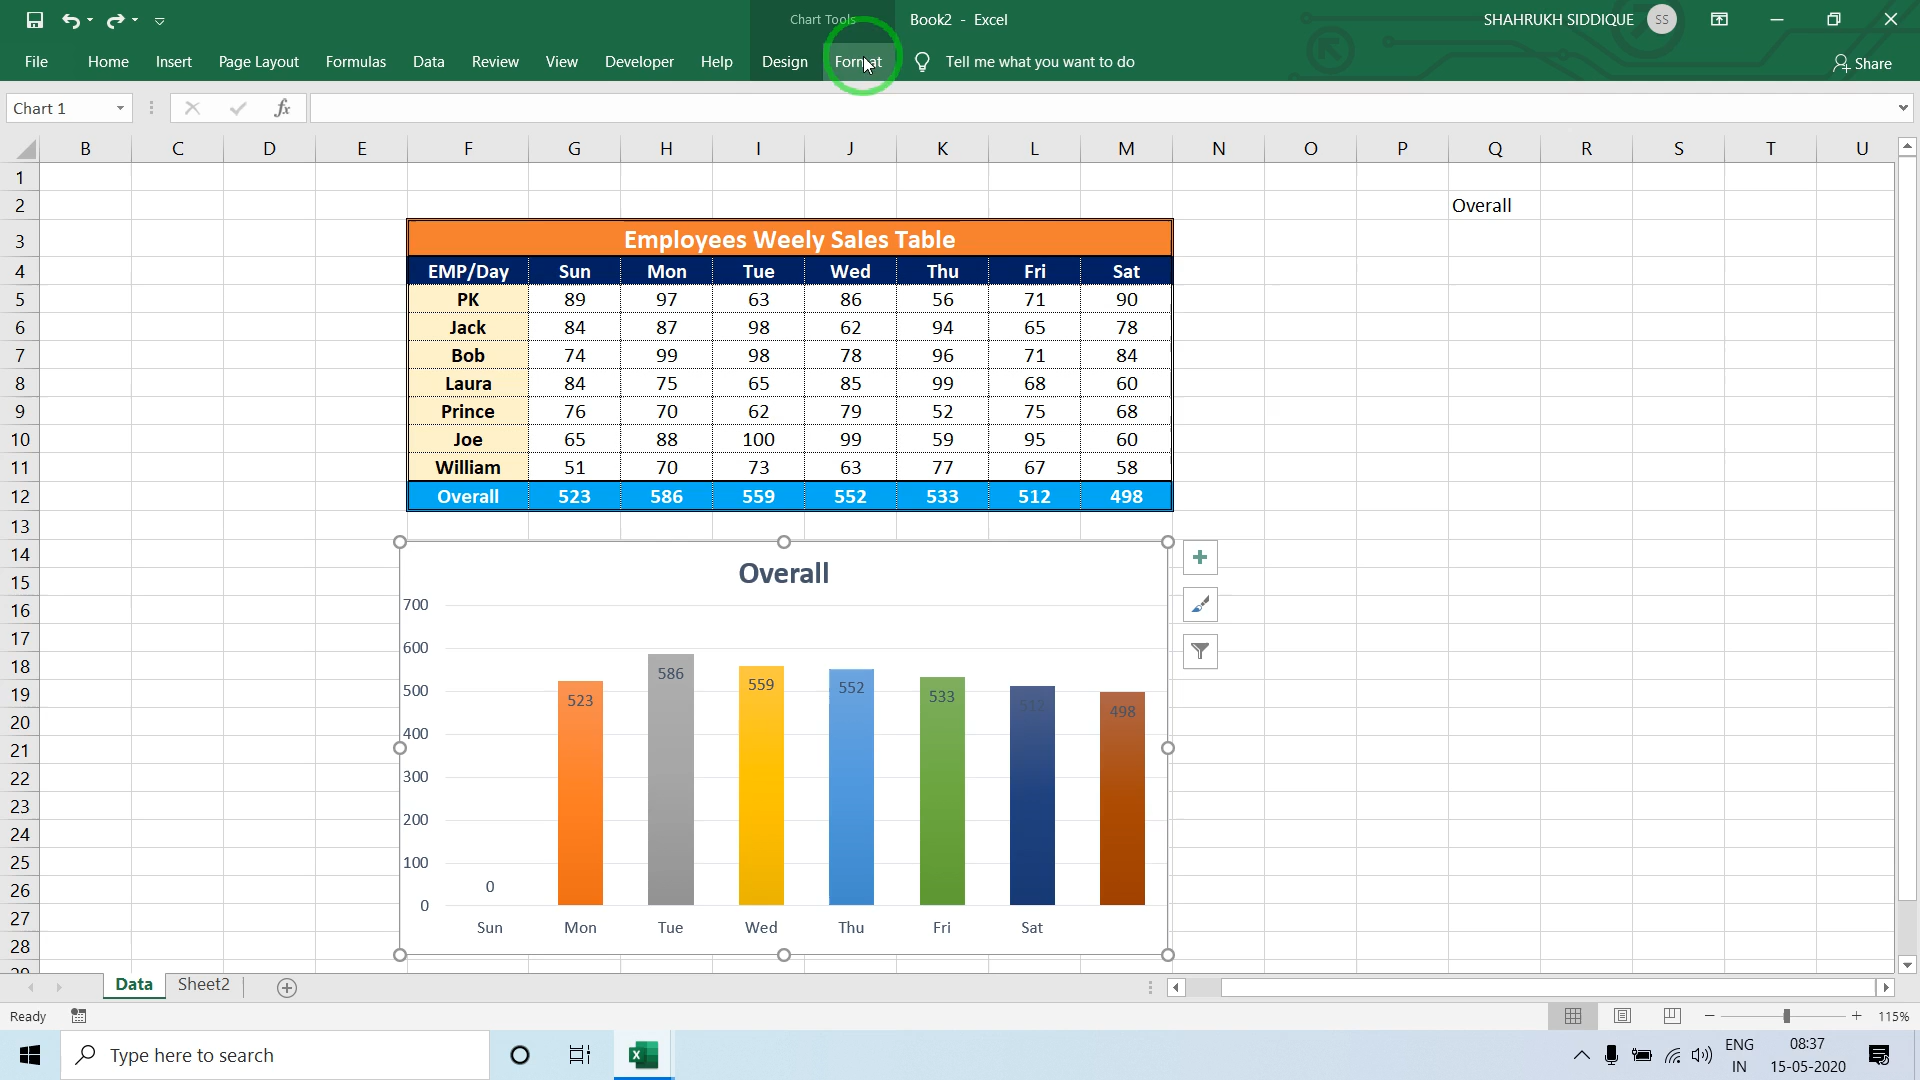 Chart Tools
Book2 - Excel
SHAHRUKH SIDDIQUE SS
File Home Insert Page Layout Formulas Data Review View Developer Help Design Format Tell me what you want to do Share
Chart 1 fx
B C D E F G H I J K L M N O P Q R S T U
1
2 Overall
3 Employees Weely Sales Table
4 EMP/Day Sun Mon Tue Wed Thu Fri Sat
5 PK 89 97 63 86 56 71 90
6 Jack 84 87 98 62 94 65 78
7 Bob 74 99 98 78 96 71 84
8 Laura 84 75 65 85 99 68 60
9 Prince 76 70 62 79 52 75 68
10 Joe 65 88 100 99 59 95 60
11 William 51 70 73 63 77 67 58
12 Overall 523 586 559 552 533 512 498
13
14
15
16
17
18
19
20
21
22
23
24
25
26
27
28
29
Overall
700
600
500
400
300
200
100
0
0 523 586 559 552 533 512 498
Sun Mon Tue Wed Thu Fri Sat
Data Sheet2
Ready 115%
Type here to search
ENG
IN
08:37
15-05-2020